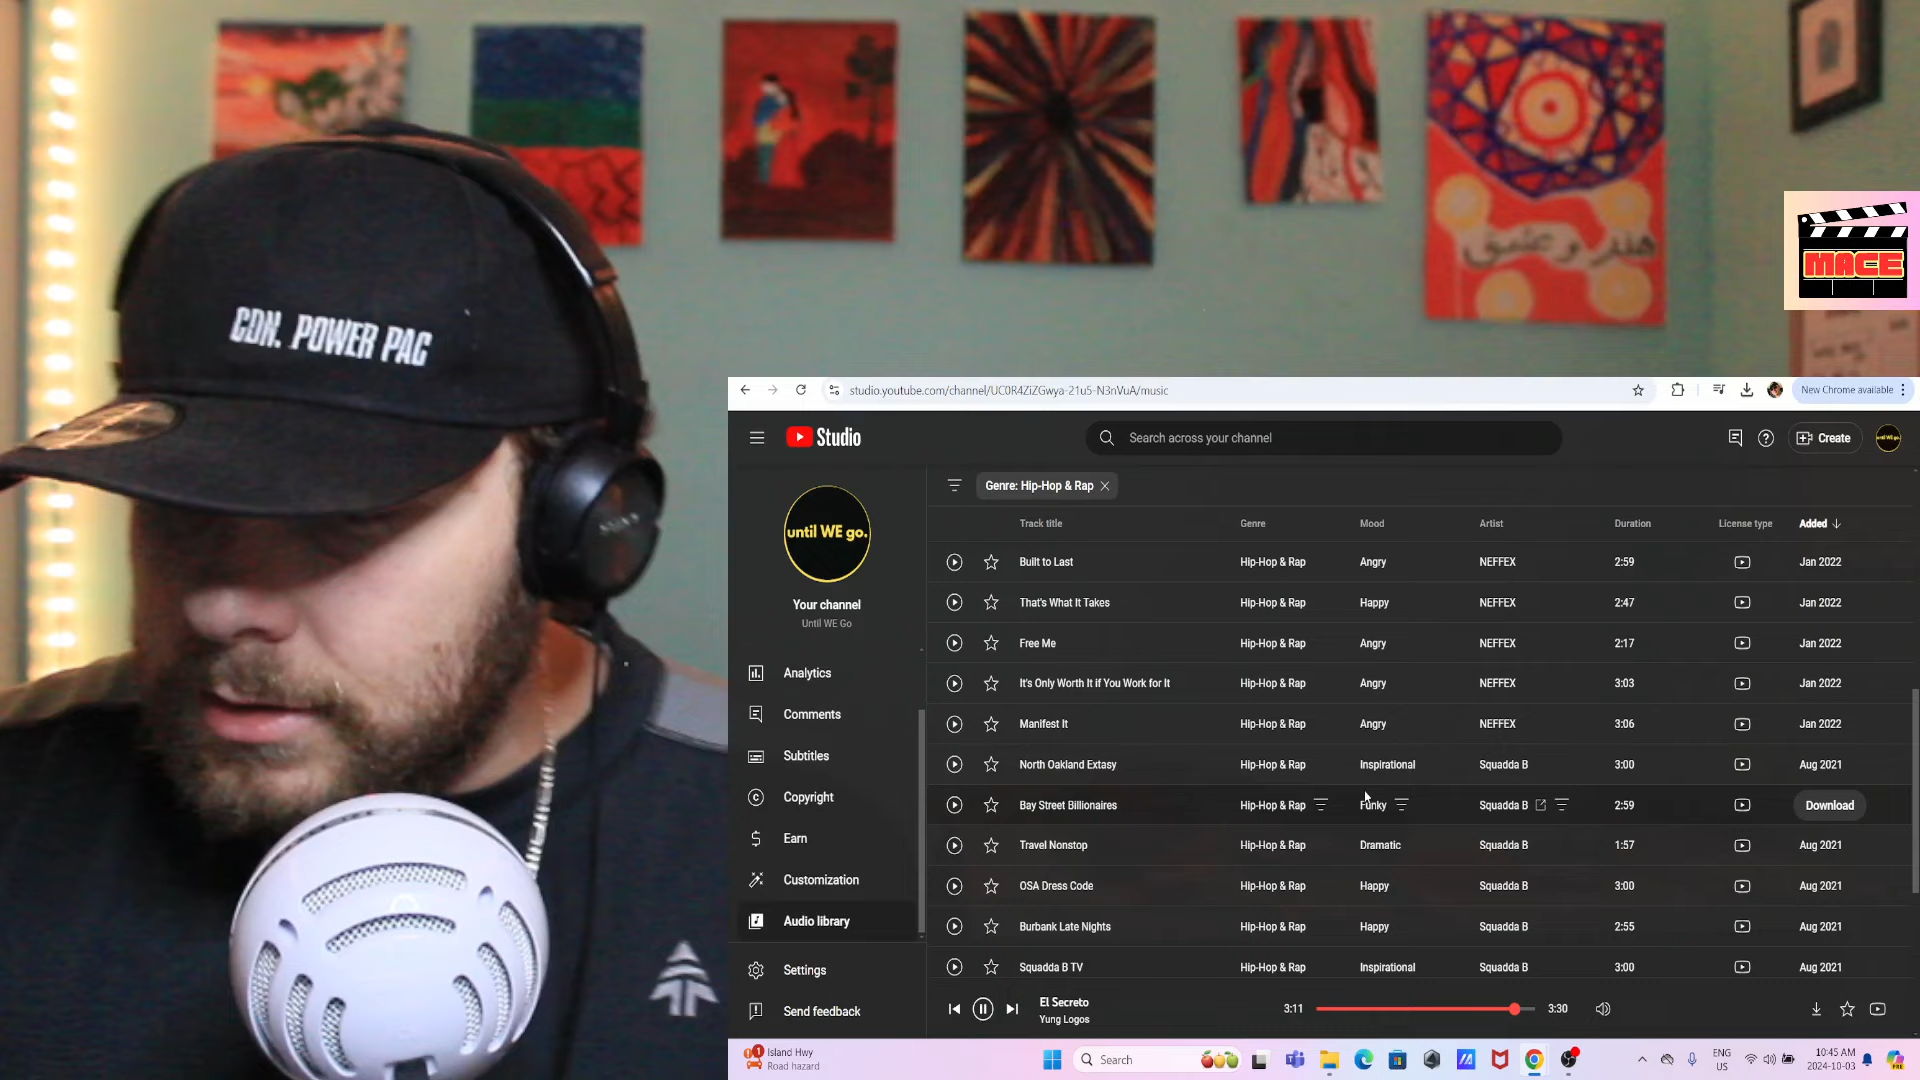 CDN. POWER PAC
هنر و عشق
MACE
studio.youtube.com/channel/UC0R4ZiZGwya-21u5-N3nVuA/music
New Chrome available
Studio
Search across your channel
Create
until WE go.
Your channel
Until WE Go
Analytics
Comments
Subtitles
Copyright
Earn
Customization
Audio library
Settings
Send feedback
Genre: Hip-Hop & Rap
Track title Genre Mood Artist Duration License type Added
Built to Last Hip-Hop & Rap Angry NEFFEX 2:59 Jan 2022
That's What It Takes Hip-Hop & Rap Happy NEFFEX 2:47 Jan 2022
Free Me Hip-Hop & Rap Angry NEFFEX 2:17 Jan 2022
It's Only Worth It if You Work for It Hip-Hop & Rap Angry NEFFEX 3:03 Jan 2022
Manifest It Hip-Hop & Rap Angry NEFFEX 3:06 Jan 2022
North Oakland Extasy Hip-Hop & Rap Inspirational Squadda B 3:00 Aug 2021
Bay Street Billionaires Hip-Hop & Rap Funky Squadda B 2:59 Download
Travel Nonstop Hip-Hop & Rap Dramatic Squadda B 1:57 Aug 2021
OSA Dress Code Hip-Hop & Rap Happy Squadda B 3:00 Aug 2021
Burbank Late Nights Hip-Hop & Rap Happy Squadda B 2:55 Aug 2021
Squadda B TV Hip-Hop & Rap Inspirational Squadda B 3:00 Aug 2021
El Secreto
Yung Logos
3:11 3:30
1
Island Hwy
Road hazard
Search
ENG
US
10:45 AM
2024-10-03